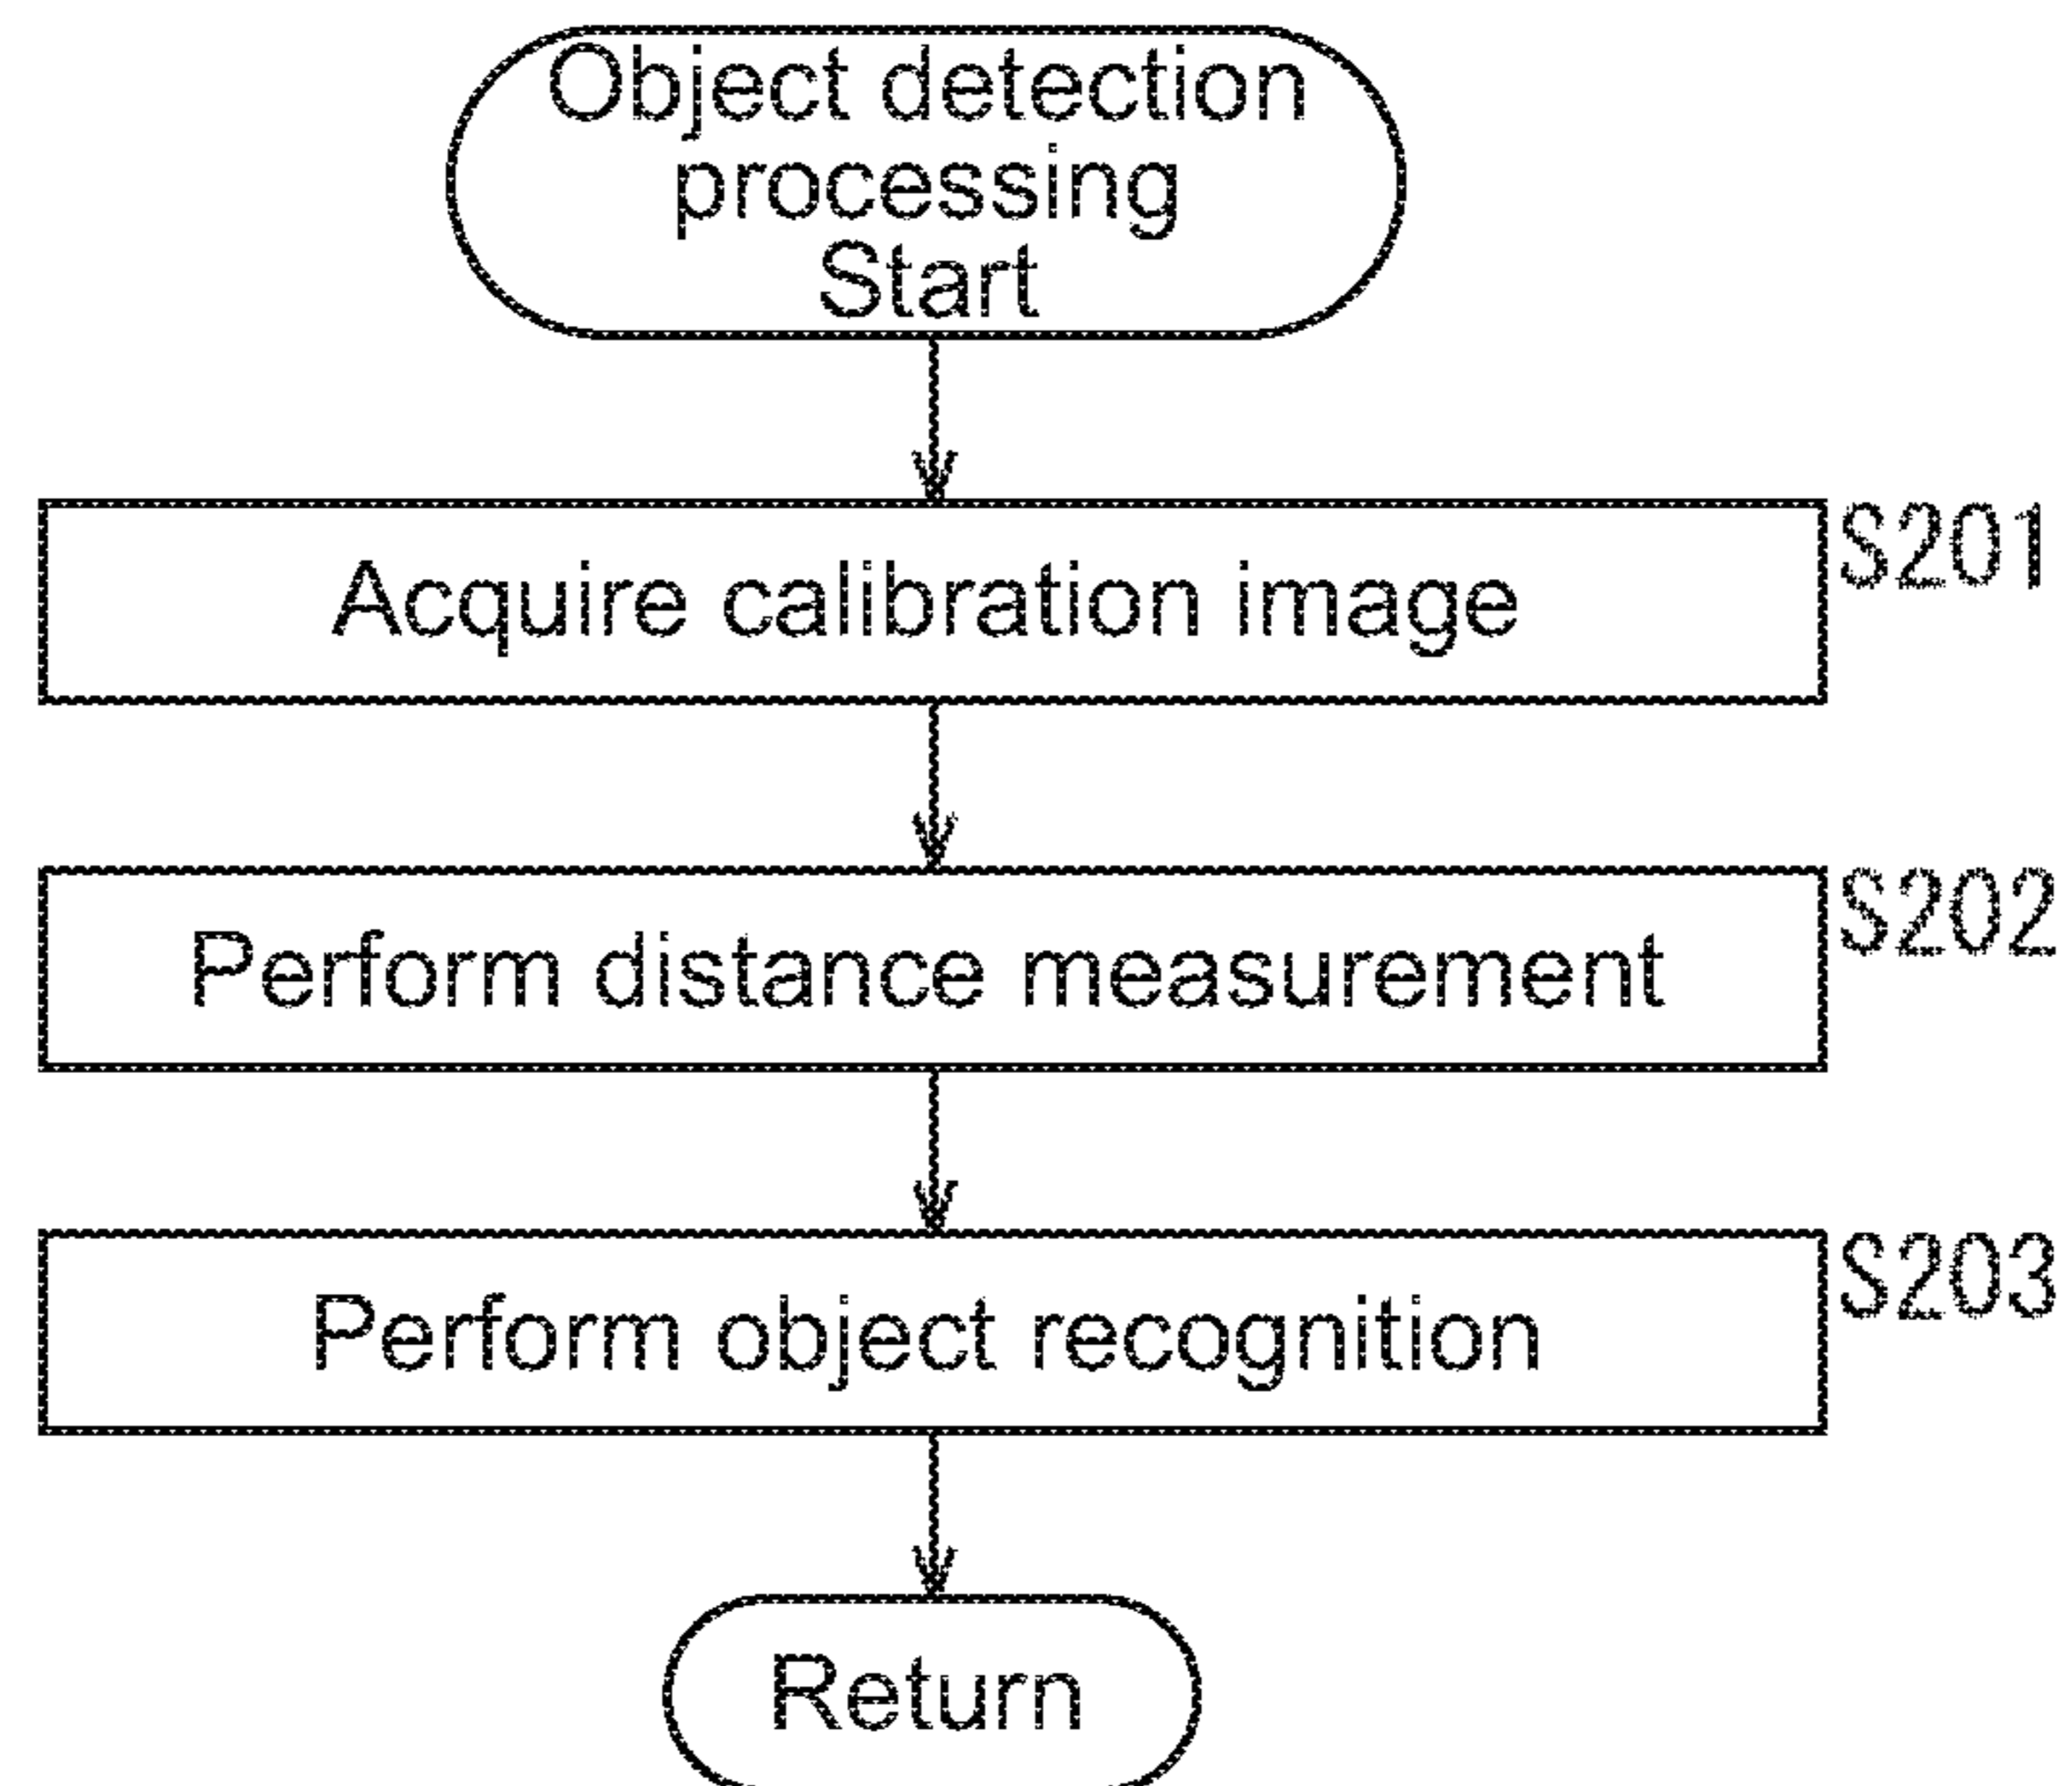 Object detection
processing
Start
Acquire calibration image
S201
Perform distance measurement
S202
Perform object recognition
S203
Return